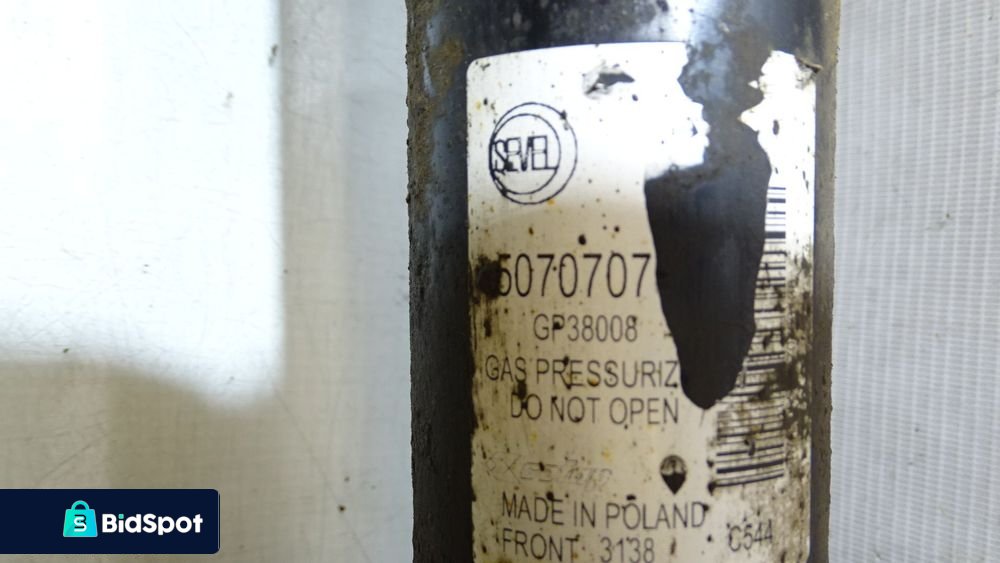 SEVEL
5070707
GP38008
GAS PRESSURIZ
DO NOT OPEN
MADE IN POLAND
FRONT 3138
C544
BidSpot